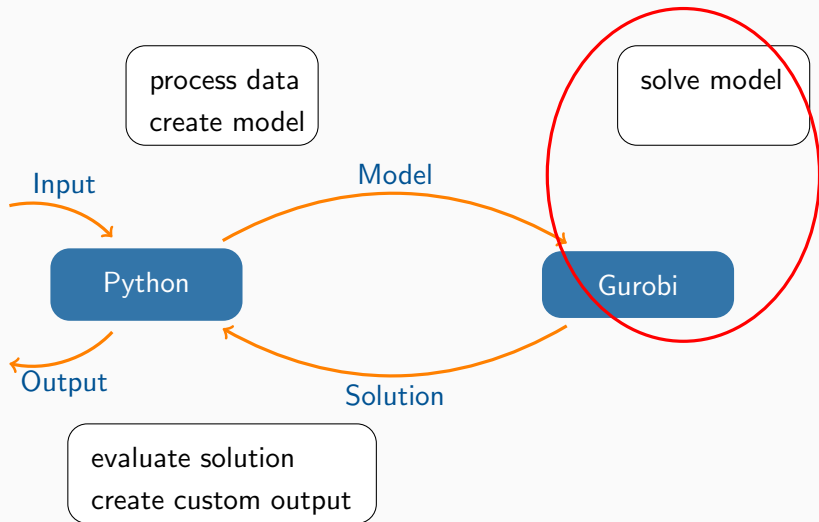 process data
create model
solve model
Input
Model
Python
Gurobi
Output
Solution
evaluate solution
create custom output